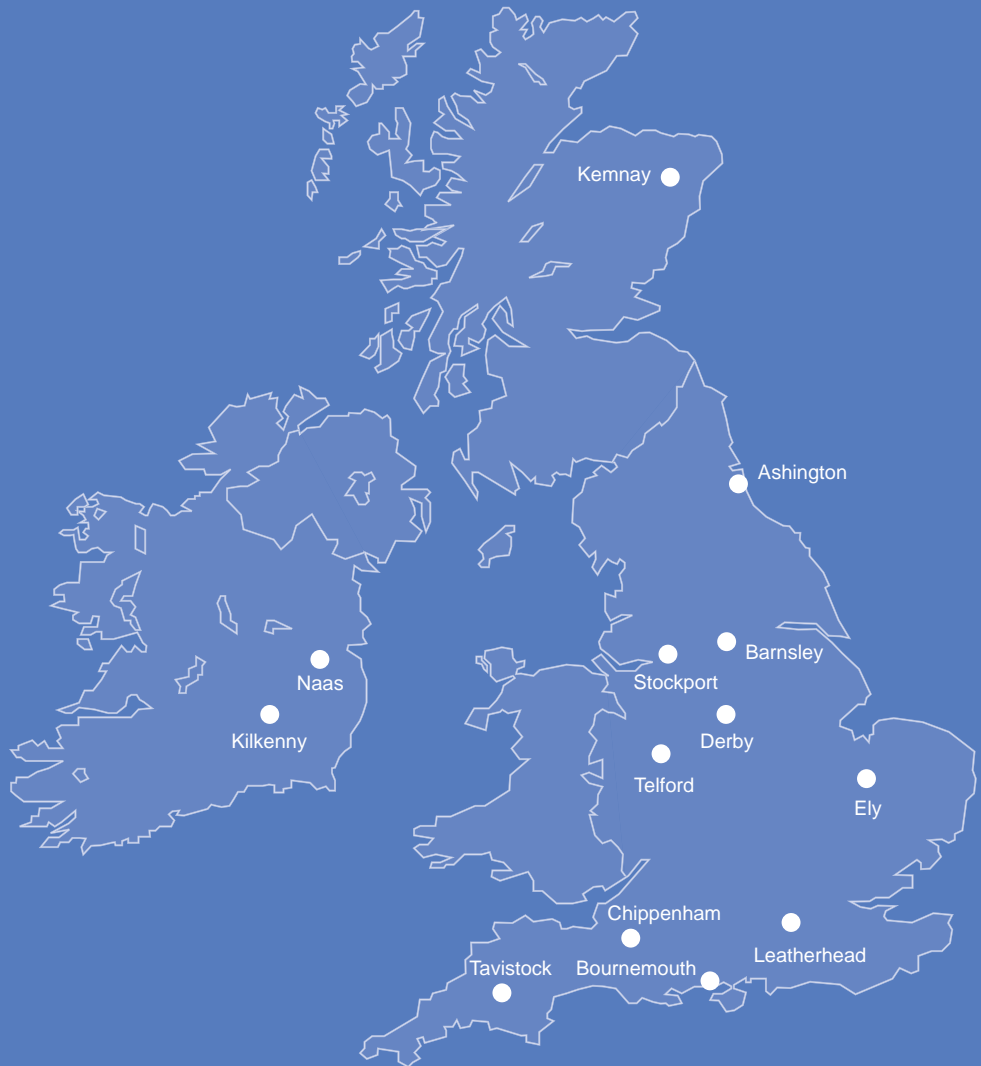 Kemnay
Ashington
Barnsley
Stockport
Naas
Kilkenny
Derby
Telford
Ely
Chippenham
Leatherhead
Tavistock
Bournemouth